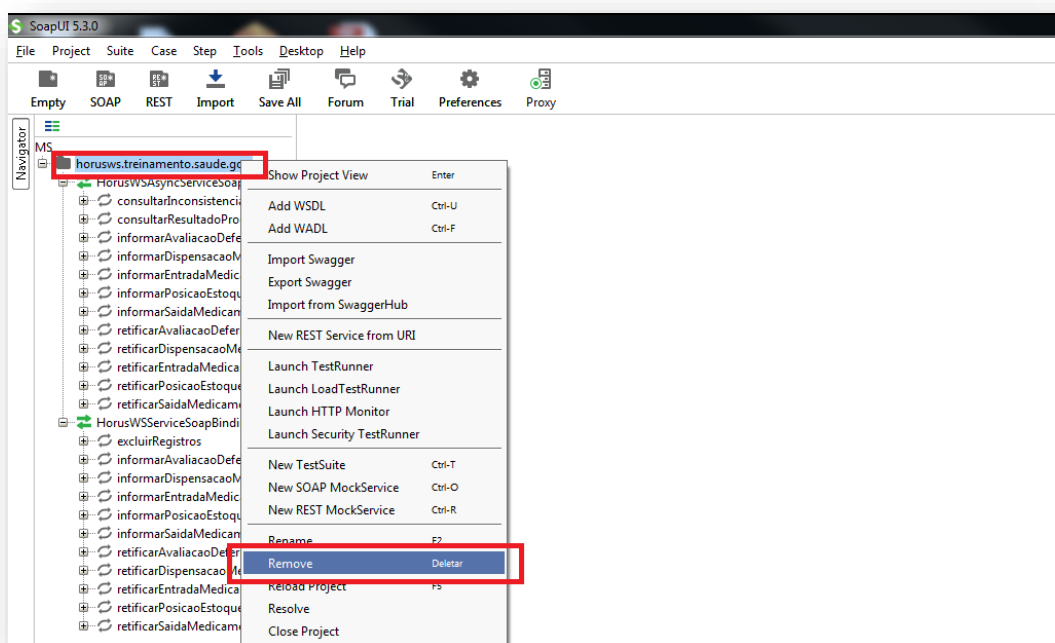 SoapUI 5.3.0
File Project Suite Case Step Tools Desktop Help
Empty SOAP REST Import Save All Forum Trial Preferences Proxy
Navigator
MS
horusws.treinamento.saude.go
HorusWSAsyncServiceSoap
consultarInconsistencia
consultarResultadoPro
informarAvaliacaoDefe
informarDispensacaoM
informarEntradaMedic
informarPosicaoEstoqu
informarSaidaMedicam
retificarAvaliacaoDefer
retificarDispensacaoMe
retificarEntradaMedica
retificarPosicaoEstoque
retificarSaidaMedicame
HorusWSServiceSoapBindi
excluirRegistros
informarAvaliacaoDefe
informarDispensacaoM
informarEntradaMedic
informarPosicaoEstoqu
informarSaidaMedicam
retificarAvaliacaoDefer
retificarDispensacaoMe
retificarEntradaMedica
retificarPosicaoEstoque
retificarSaidaMedicame
Show Project View Enter
Add WSDL Ctrl-U
Add WADL Ctrl-F
Import Swagger
Export Swagger
Import from SwaggerHub
New REST Service from URI
Launch TestRunner
Launch LoadTestRunner
Launch HTTP Monitor
Launch Security TestRunner
New TestSuite Ctrl-T
New SOAP MockService Ctrl-O
New REST MockService Ctrl-R
Rename F2
Remove Deletar
Reload Project F5
Resolve
Close Project